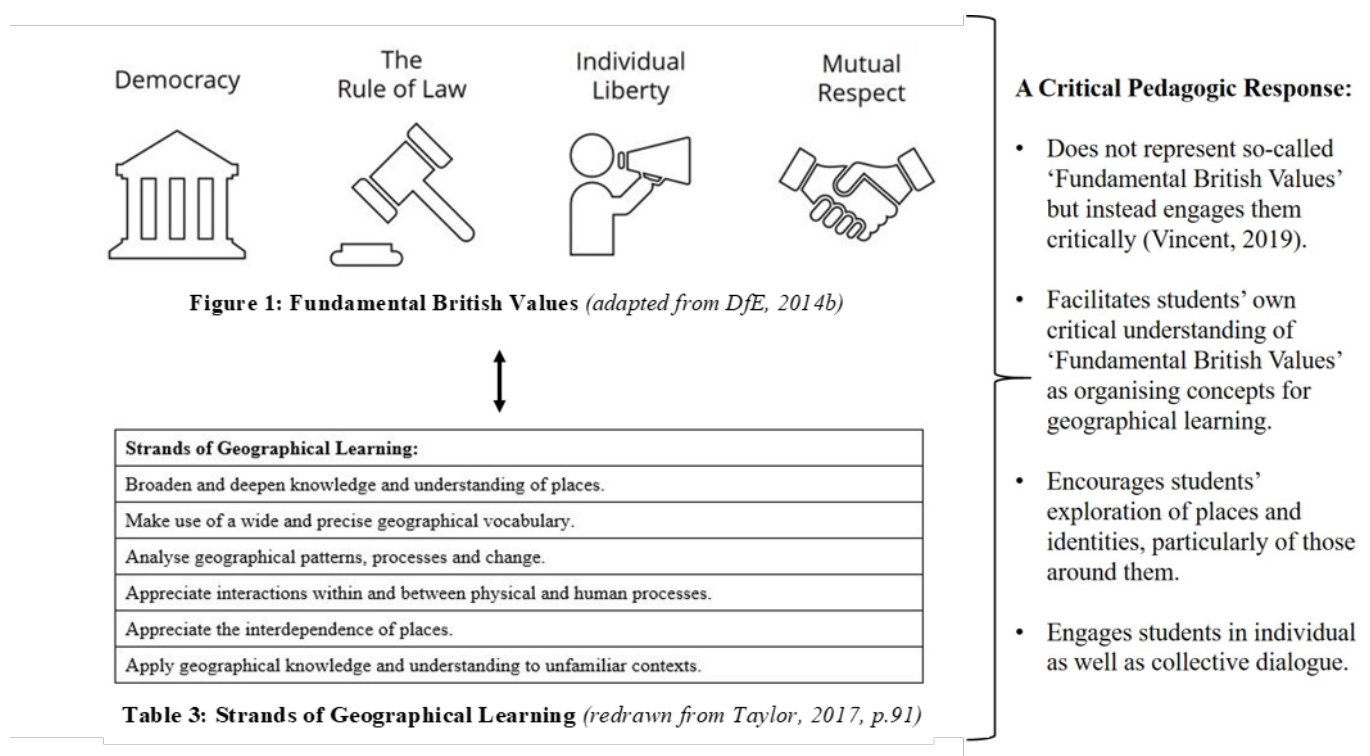 Democracy
The
Rule of Law
Individual
Liberty
Mutual
Respect
Figure 1: Fundamental British Values (adapted from DfE, 2014b)
Strands of Geographical Learning:
Broaden and deepen knowledge and understanding of places.
Make use of a wide and precise geographical vocabulary.
Analyse geographical patterns, processes and change.
Appreciate interactions within and between physical and human processes.
Appreciate the interdependence of places.
Apply geographical knowledge and understanding to unfamiliar contexts.
Table 3: Strands of Geographical Learning (redrawn from Taylor, 2017, p.91)
A Critical Pedagogic Response:
• Does not represent so-called
‘Fundamental British Values’
but instead engages them
critically (Vincent, 2019).
• Facilitates students’ own
critical understanding of
‘Fundamental British Values’
as organising concepts for
geographical learning.
• Encourages students’
exploration of places and
identities, particularly of those
around them.
• Engages students in individual
as well as collective dialogue.